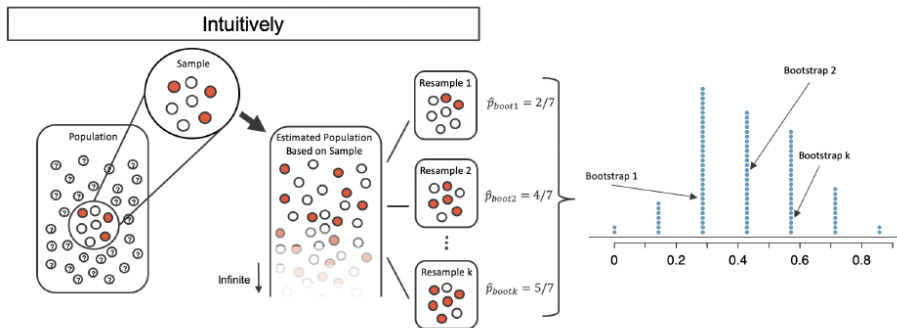 Intuitively
Sample
Population
?
Estimated Population
Based on Sample
Infinite
Resample 1
Resample 2
...
Resample k
p̂boot1 = 2/7
p̂boot2 = 4/7
p̂bootk = 5/7
Bootstrap 1
Bootstrap 2
Bootstrap k
0 0.2 0.4 0.6 0.8